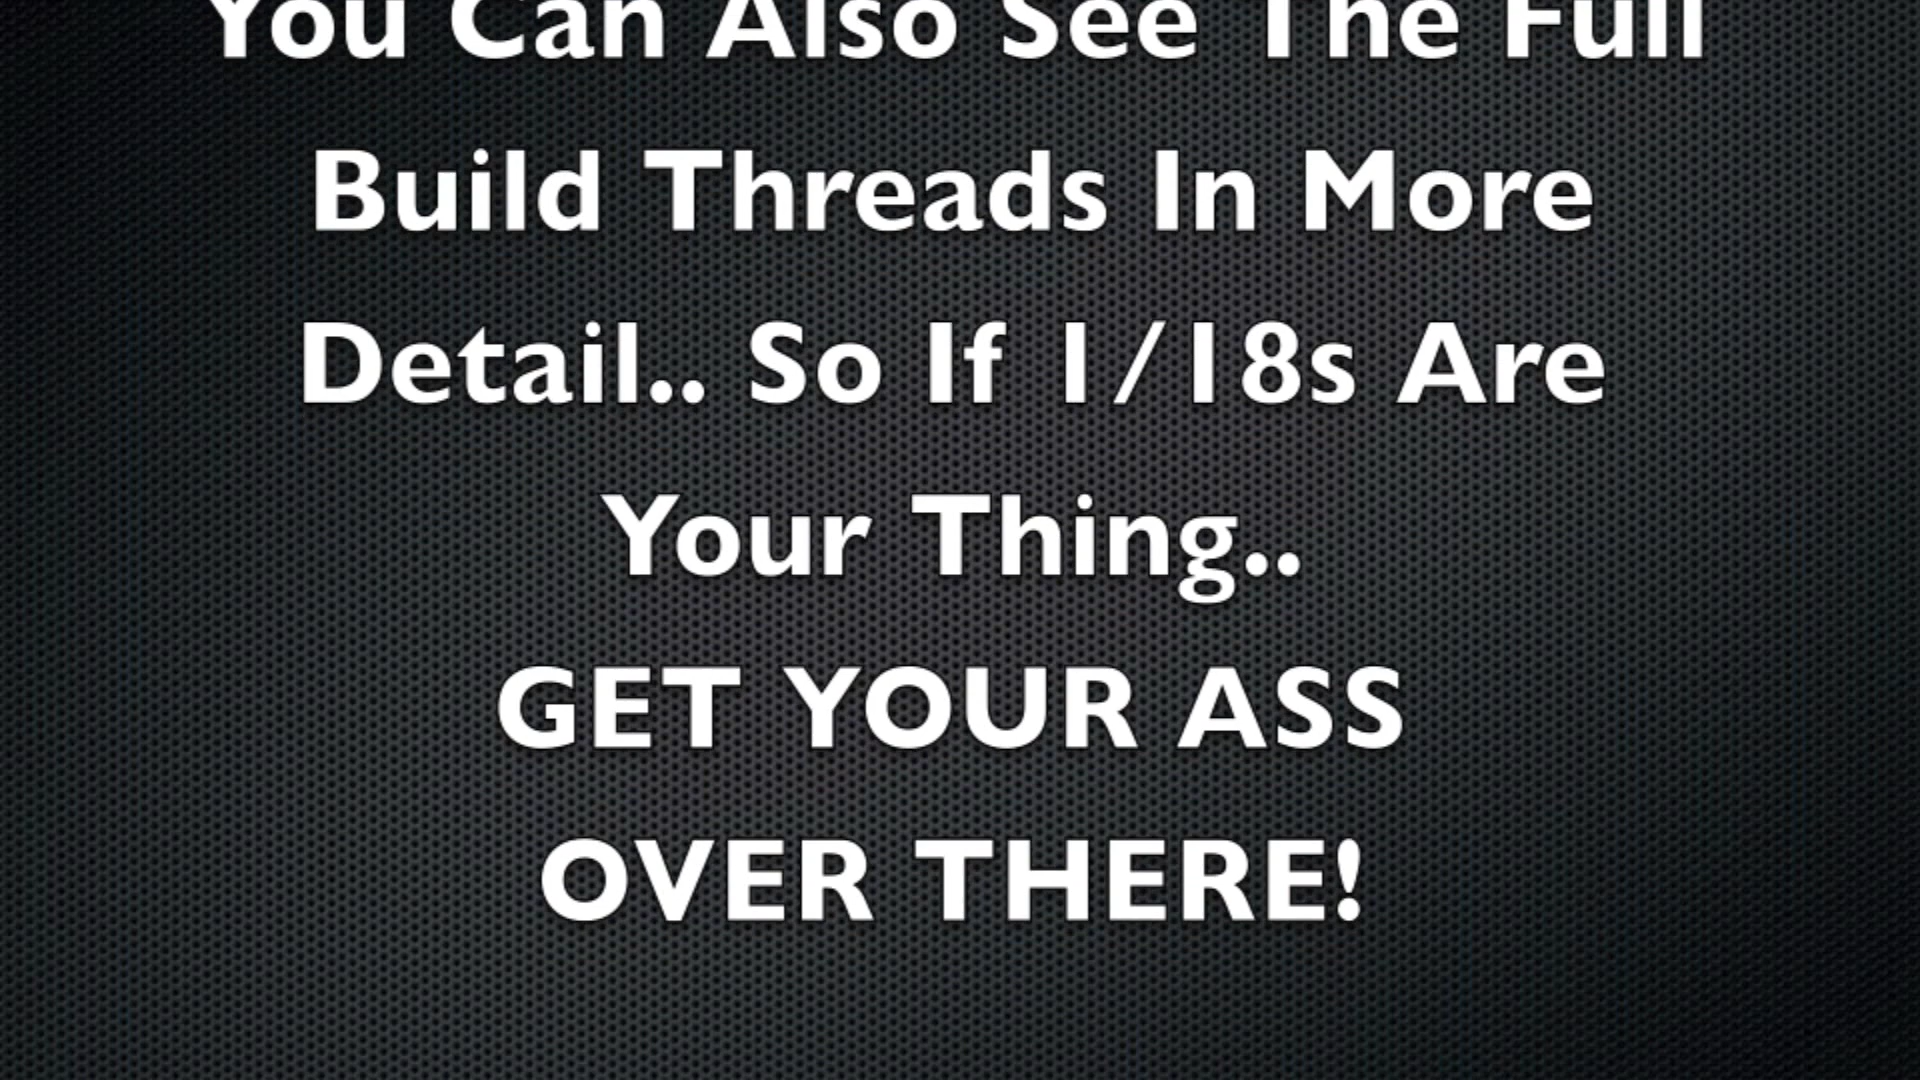 You Can Also See The Full
Build Threads In More
Detail.. So If 1/18s Are
Your Thing..
GET YOUR ASS
OVER THERE!